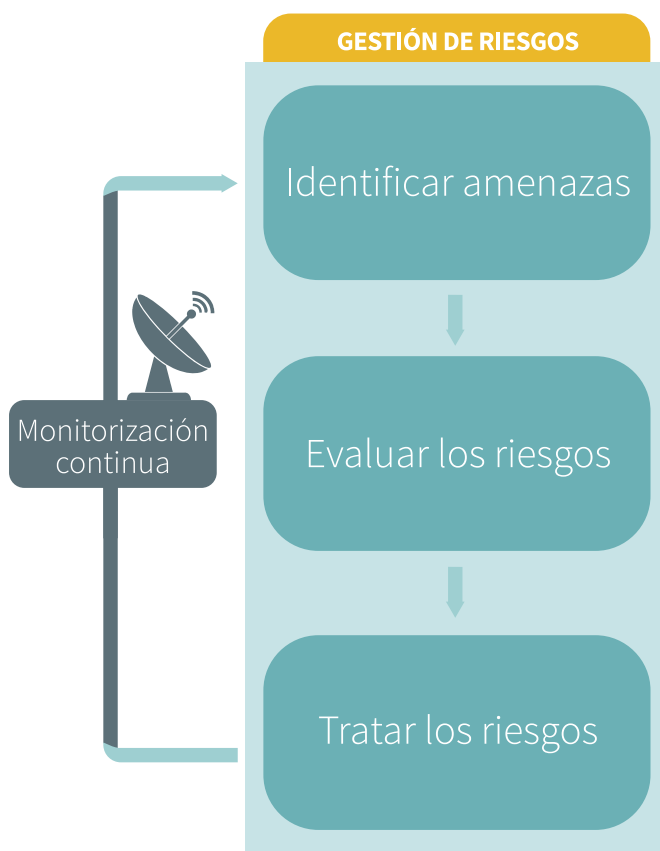 GESTIÓN DE RIESGOS
Identificar amenazas
Monitorización
continua
Evaluar los riesgos
Tratar los riesgos